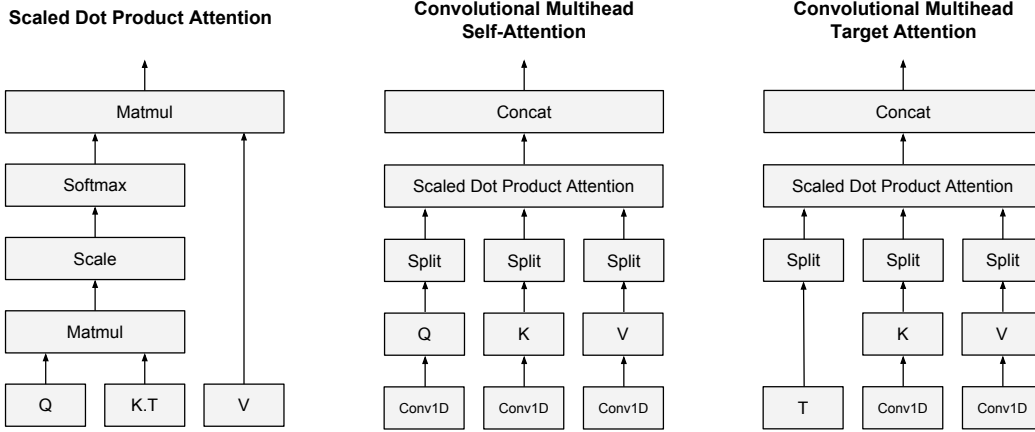 Scaled Dot Product Attention
Matmul
Softmax
Scale
Matmul
Q K.T V
Convolutional Multihead
Self-Attention
Concat
Scaled Dot Product Attention
Split Split Split
Q K V
Conv1D Conv1D Conv1D
Convolutional Multihead
Target Attention
Concat
Scaled Dot Product Attention
Split Split Split
K V
T Conv1D Conv1D